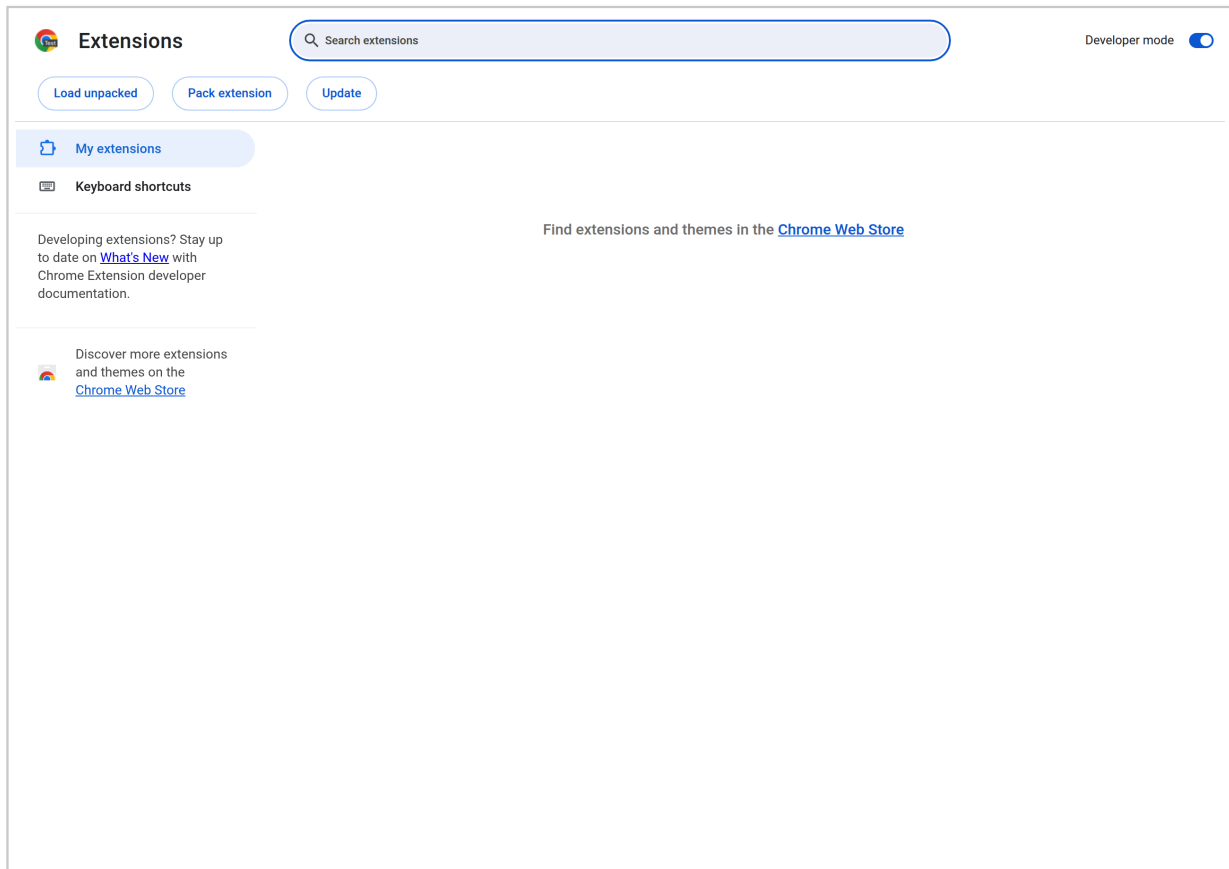 Extensions
Search extensions
Developer mode
Load unpacked
Pack extension
Update
My extensions
Keyboard shortcuts
Developing extensions? Stay up
to date on What's New with
Chrome Extension developer
documentation.
Discover more extensions
and themes on the
Chrome Web Store
Find extensions and themes in the Chrome Web Store